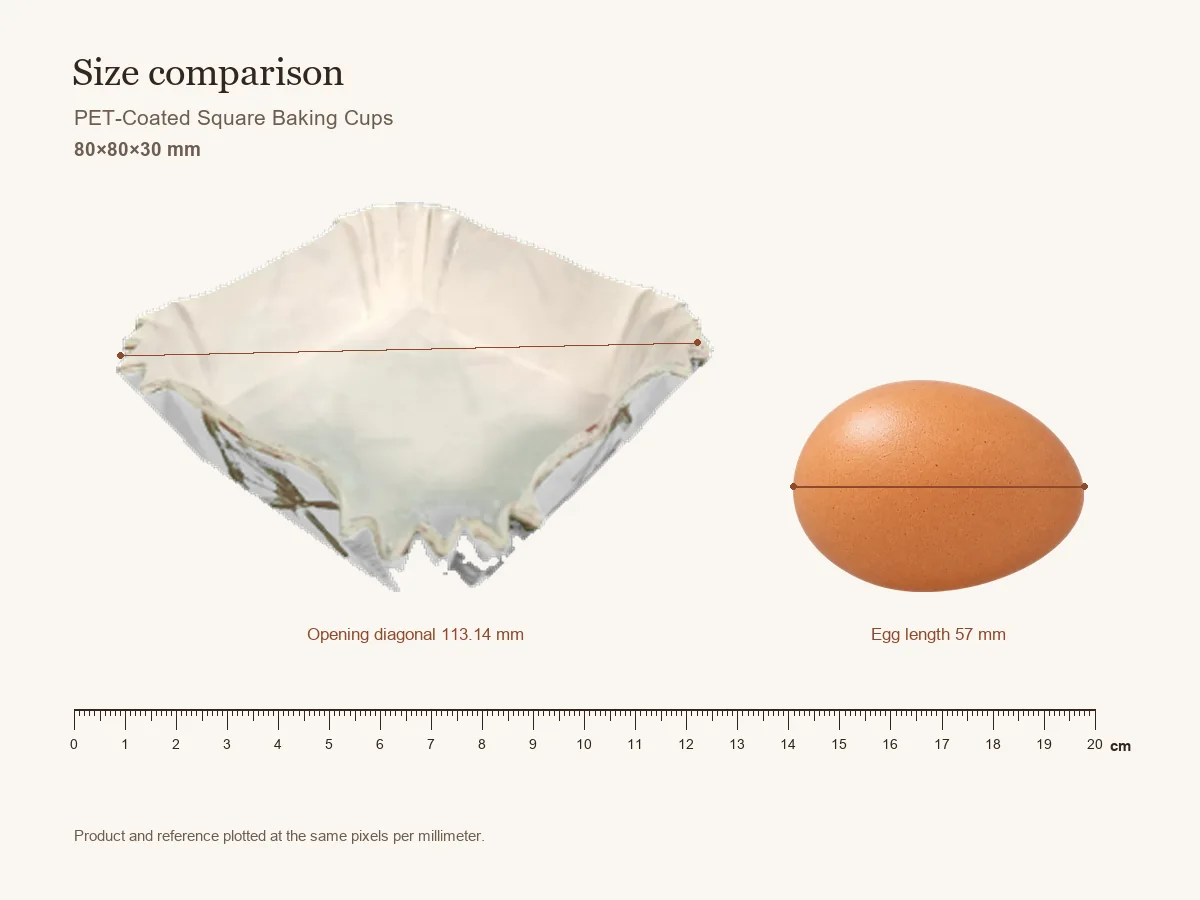 Size comparison
PET-Coated Square Baking Cups
80×80×30 mm
Opening diagonal 113.14 mm
Egg length 57 mm
0 1 2 3 4 5 6 7 8 9 10 11 12 13 14 15 16 17 18 19 20 cm
Product and reference plotted at the same pixels per millimeter.